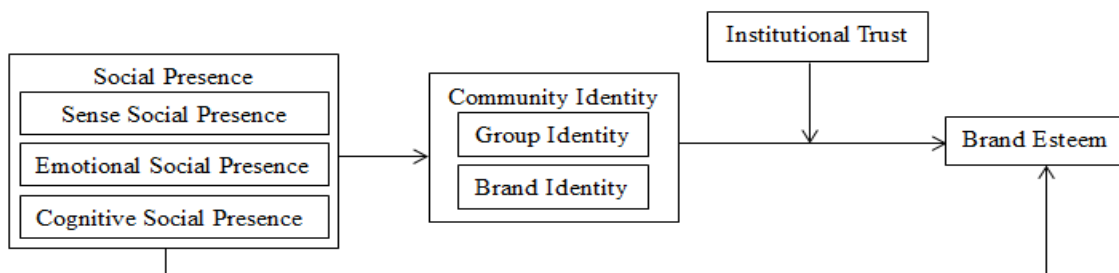 Social Presence
Sense Social Presence
Emotional Social Presence
Cognitive Social Presence
Community Identity
Group Identity
Brand Identity
Institutional Trust
Brand Esteem